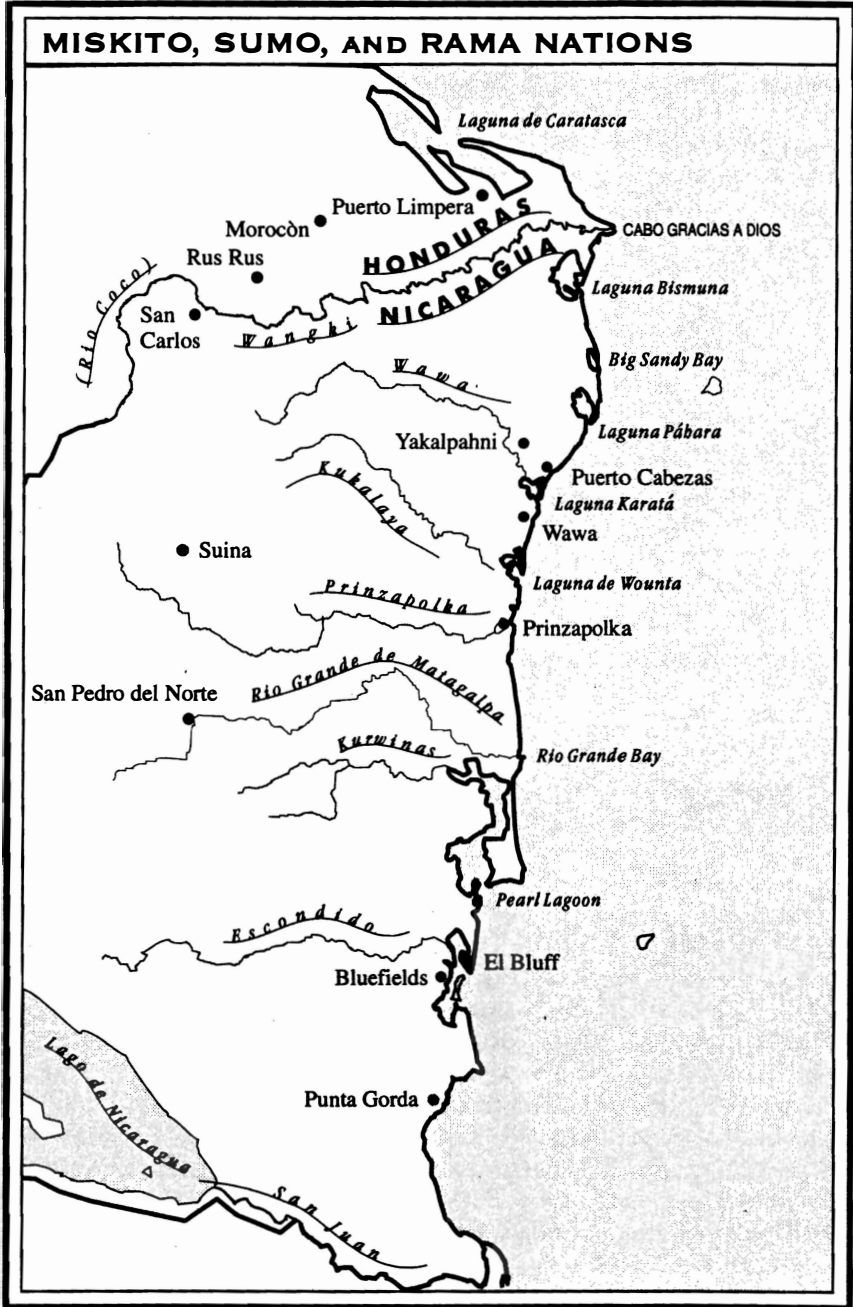 MISKITO, SUMO, AND RAMA NATIONS
Laguna de Caratasca
Puerto Limpera
Morocòn
HONDURAS
CABO GRACIAS A DIOS
Rus Rus
NICARAGUA
Laguna Bismuna
(Rio Coco)
San
Carlos
Wangki
Big Sandy Bay
Wawa
Laguna Pábara
Yakalpahni
Puerto Cabezas
Kukalaya
Laguna Karatá
Wawa
Suina
Laguna de Wounta
Prinzapolka
Prinzapolka
Rio Grande de Matagalpa
San Pedro del Norte
Kurwinas
Rio Grande Bay
Pearl Lagoon
Escondido
El Bluff
Bluefields
Lago de Nicaragua
Punta Gorda
San Juan